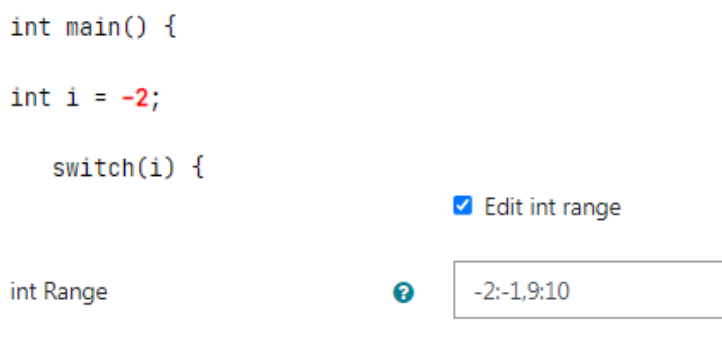 int main() {
int i = -2;
switch(i) {
Edit int range
int Range
-2:-1,9:10